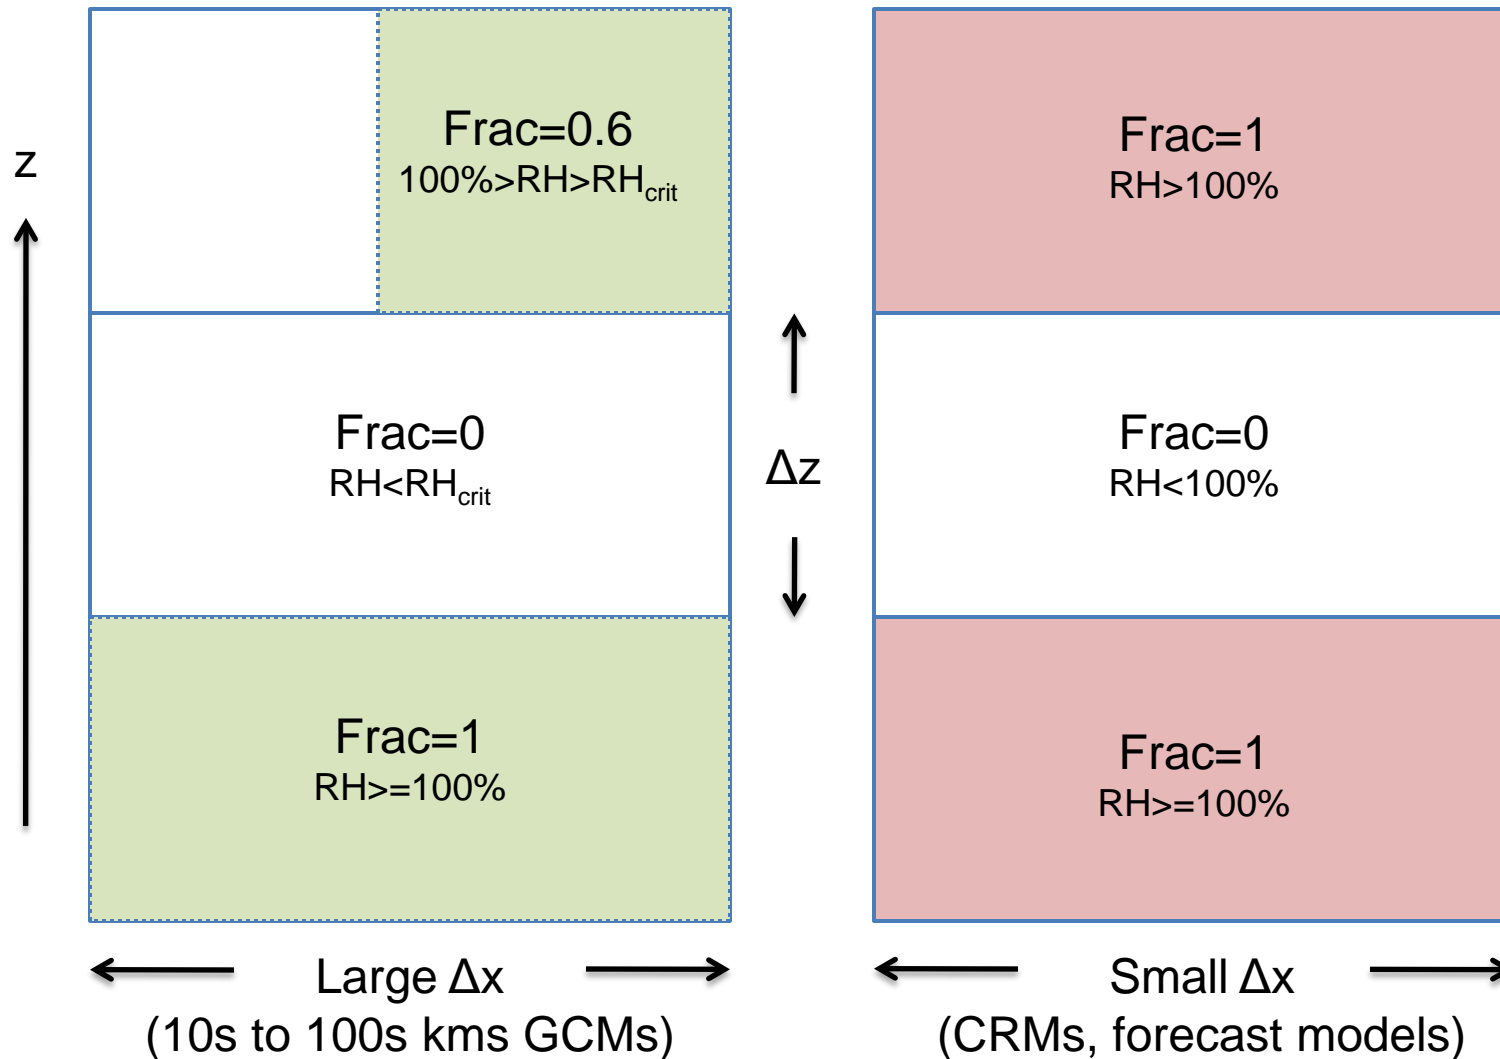 z
Frac=0.6
100%>RH>RHcrit
Frac=0
RH<RHcrit
Frac=1
RH>=100%
Large Δx
(10s to 100s kms GCMs)
Δz
Frac=1
RH>100%
Frac=0
RH<100%
Frac=1
RH>=100%
Small Δx
(CRMs, forecast models)